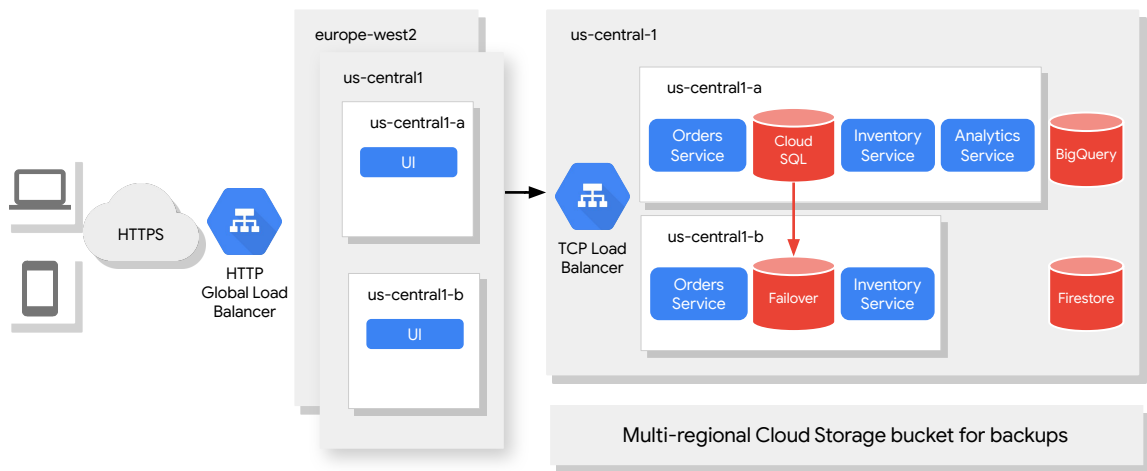 HTTPS
HTTP
Global Load
Balancer
europe-west2
us-central1
us-central1-a
UI
us-central1-b
UI
us-central-1
TCP Load
Balancer
us-central1-a
Orders
Service
Cloud
SQL
Inventory
Service
Analytics
Service
BigQuery
us-central1-b
Orders
Service
Failover
Inventory
Service
Firestore
Multi-regional Cloud Storage bucket for backups